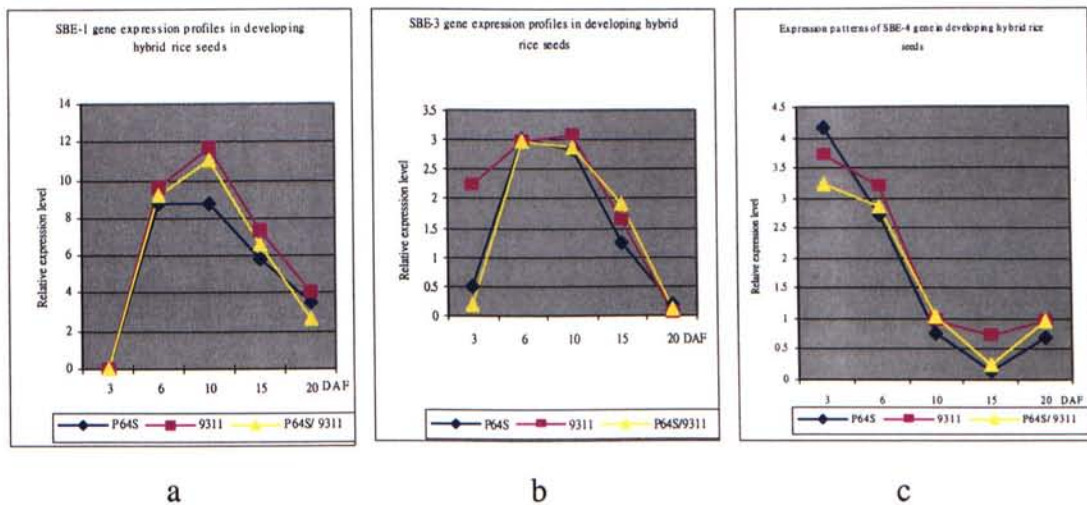 SBE-1 gene expression profiles in developing
hybrid rice seeds
Relative expression level
14
12
10
8
6
4
2
0
3 6 10 15 20 DAF
P64S 9311 P64S/ 9311
a
SBE-3 gene expression profiles in developing hybrid
rice seeds
Relative expression level
3.5
3
2.5
2
1.5
1
0.5
0
3 6 10 15 20 DAF
P64S 9311 P64S/9311
b
Expression patterns of SBE-4 gene in developing hybrid rice
seeds
Relative expression level
4.5
4
3.5
3
2.5
2
1.5
1
0.5
0
3 6 10 15 20 DAF
P64S 9311 P64S/ 9311
c